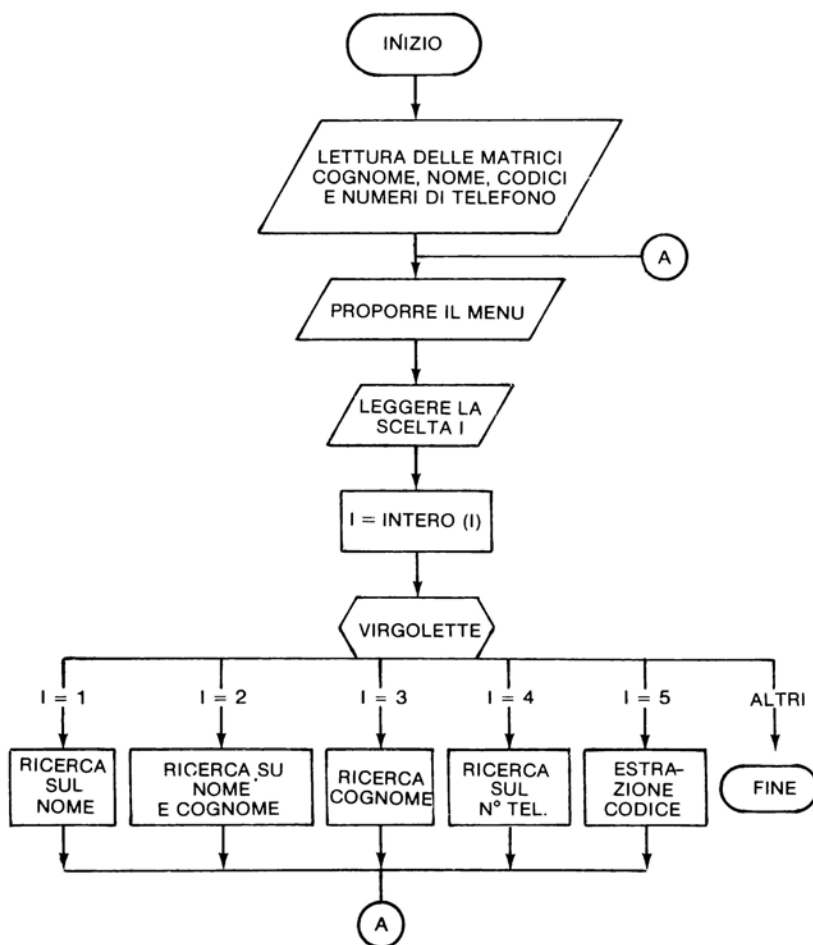 INIZIO
LETTURA DELLE MATRICI
COGNOME, NOME, CODICI
E NUMERI DI TELEFONO
A
PROPORRE IL MENU
LEGGERE LA
SCELTA I
I = INTERO (I)
VIRGOLETTE
I = 1
I = 2
I = 3
I = 4
I = 5
ALTRI
RICERCA
SUL
NOME
RICERCA SU
NOME
E COGNOME
RICERCA
COGNOME
RICERCA
SUL
N° TEL.
ESTRA-
ZIONE
CODICE
FINE
A